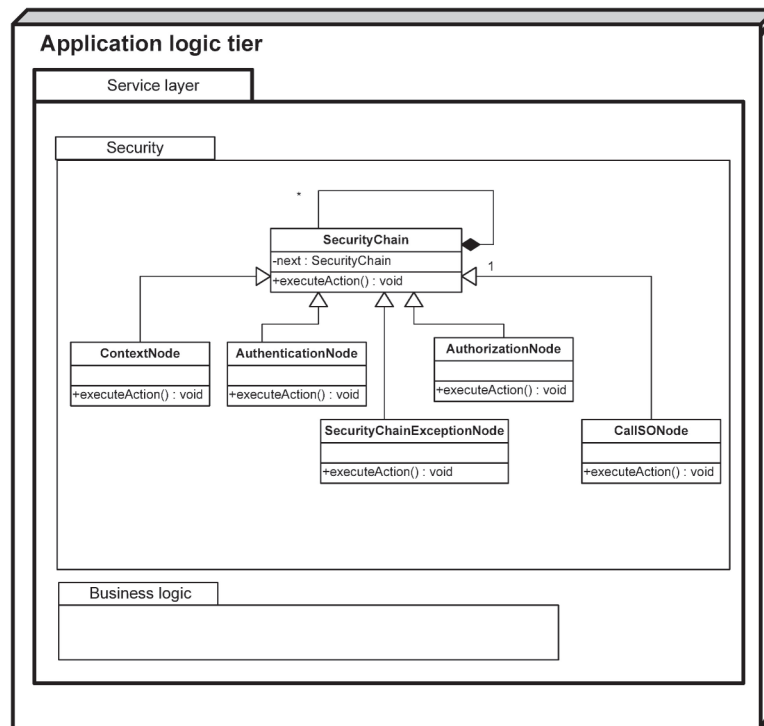 Application logic tier
Service layer
Security
*
SecurityChain
-next : SecurityChain
+executeAction() : void
1
ContextNode
+executeAction() : void
AuthenticationNode
+executeAction() : void
AuthorizationNode
+executeAction() : void
SecurityChainExceptionNode
+executeAction() : void
CallSONode
+executeAction() : void
Business logic